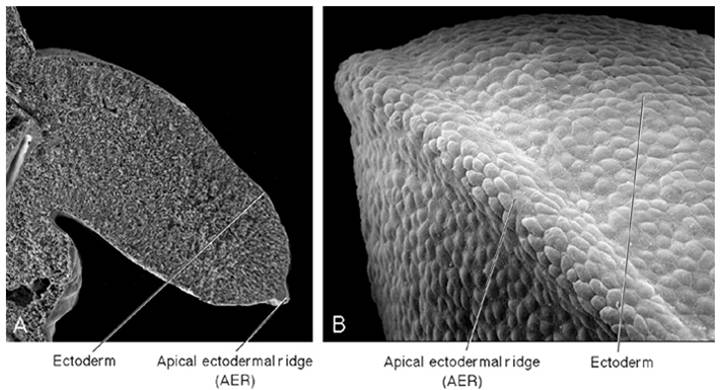 A
B
Ectoderm
Apical ectodermal ridge
(AER)
Apical ectodermal ridge
(AER)
Ectoderm